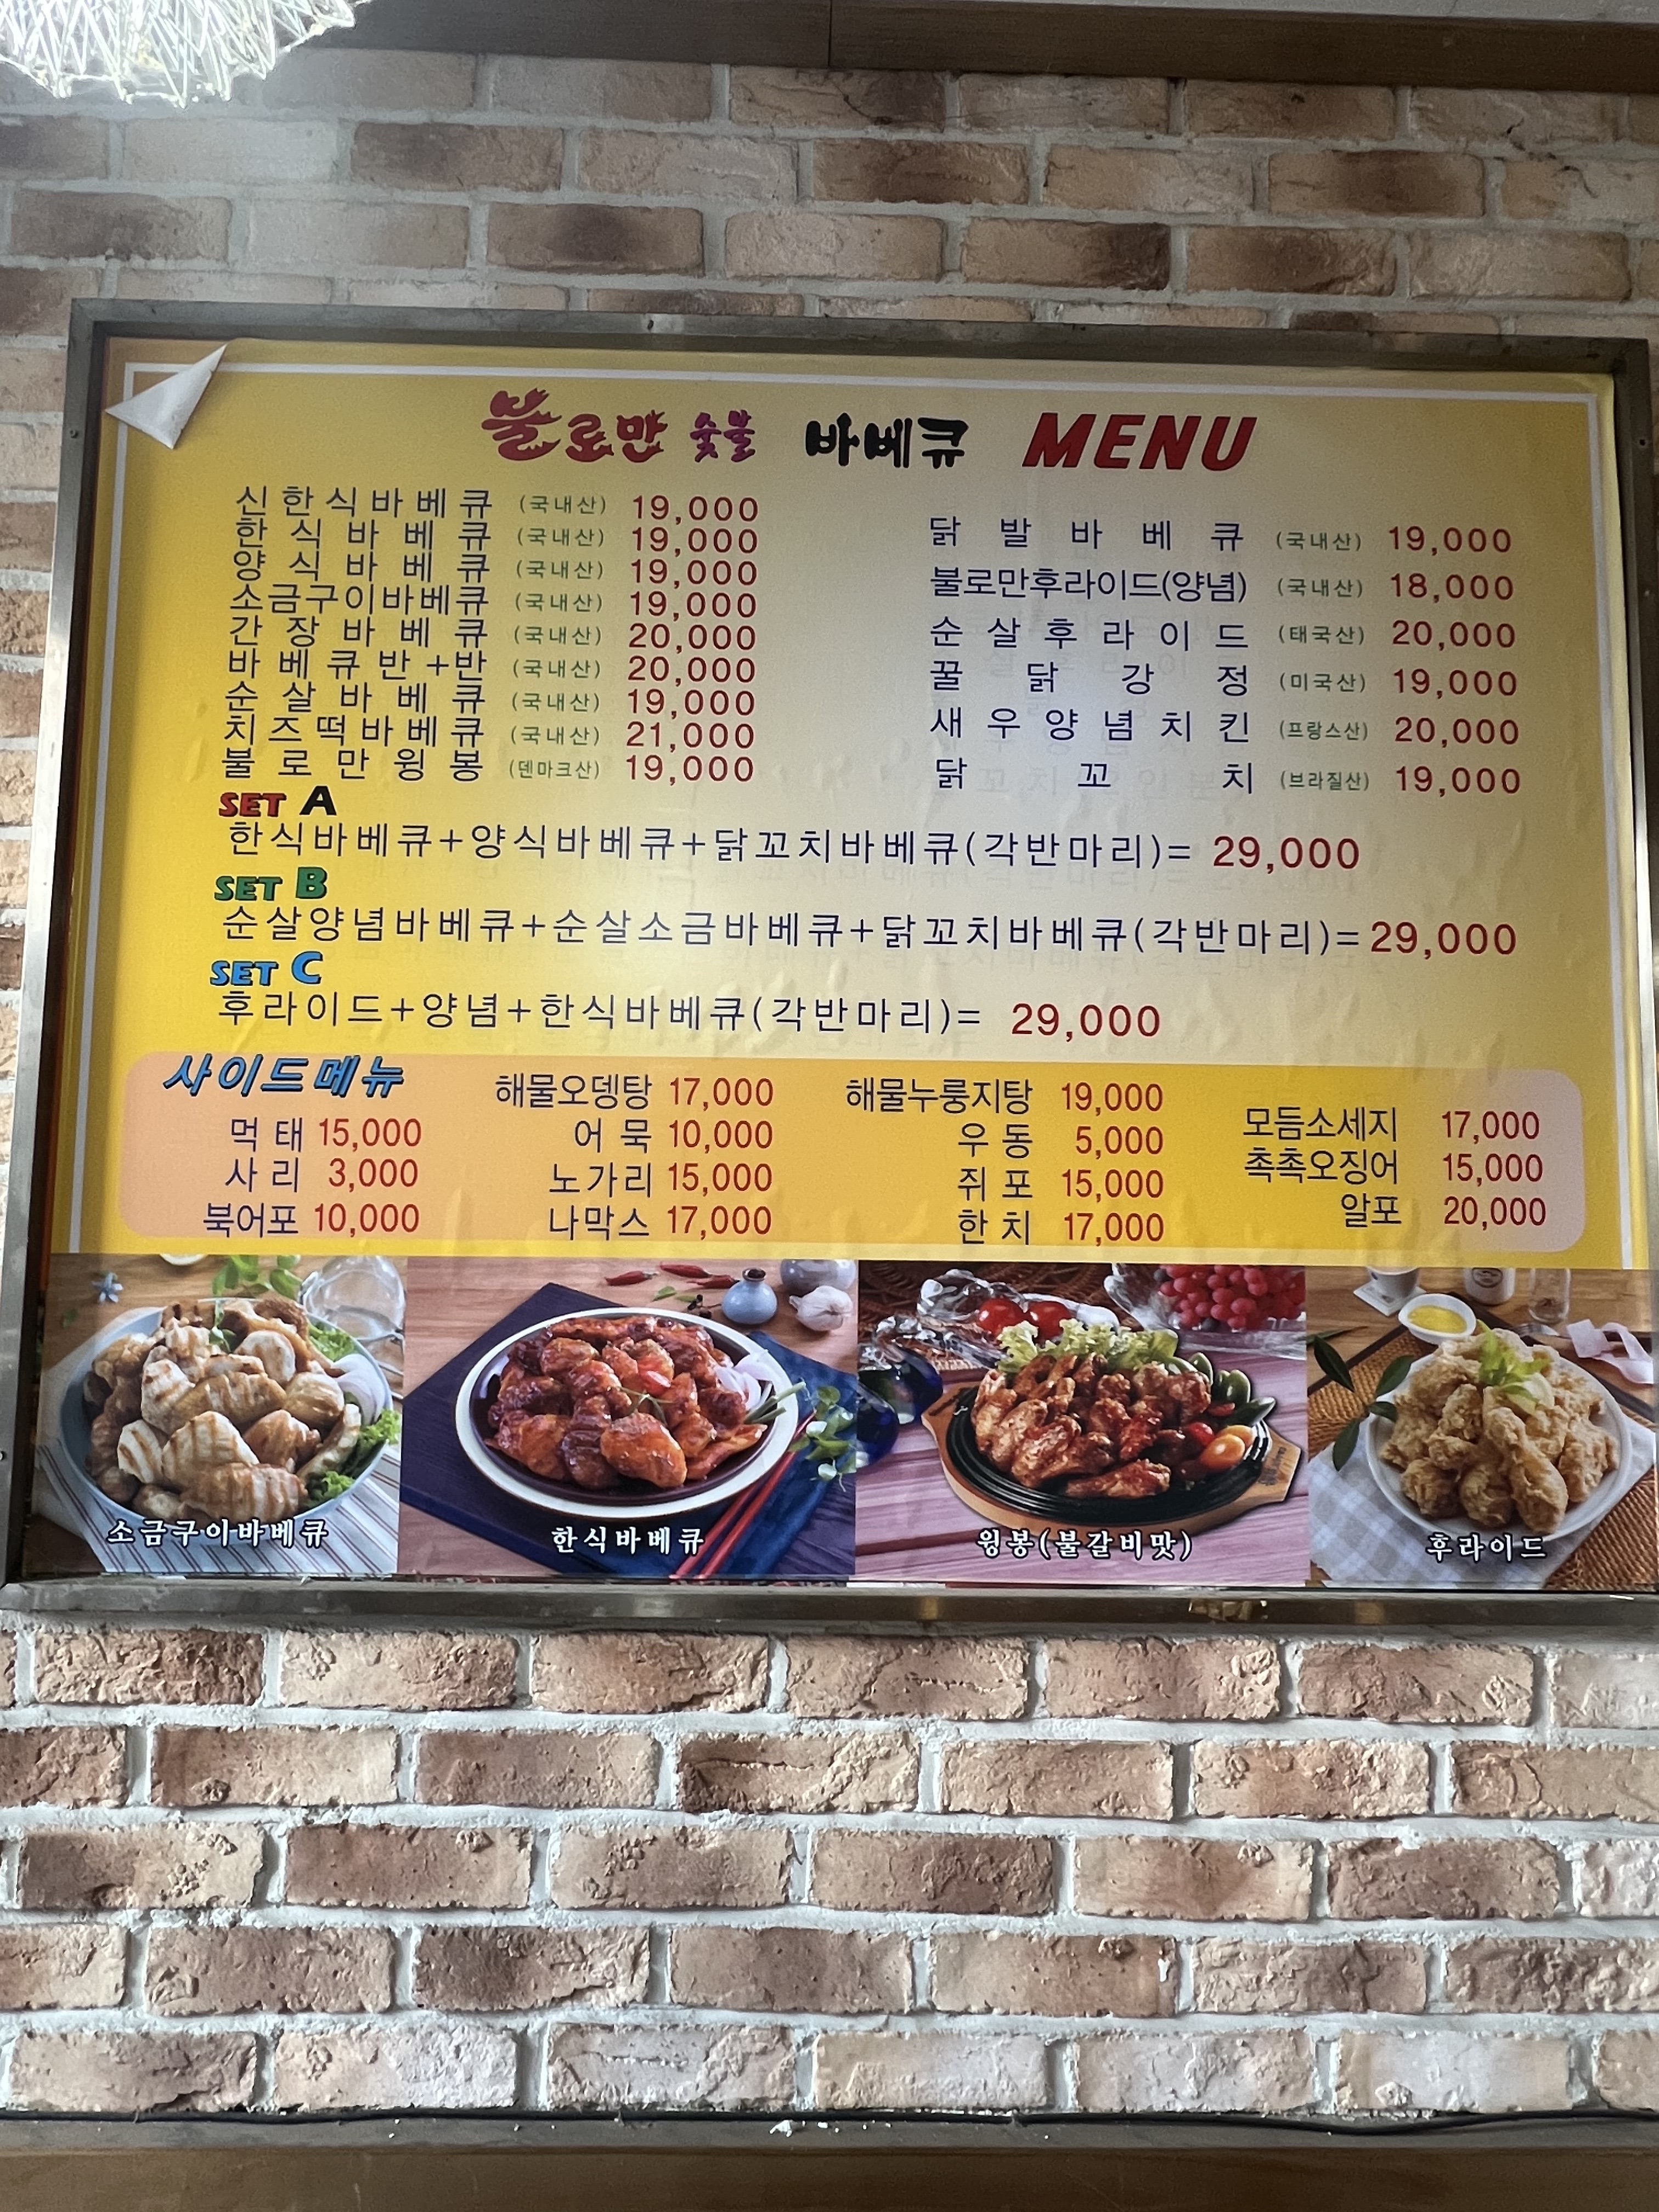 불로만 숯불 바베큐 MENU
신한식바베큐 (국내산) 19,000
한식바베큐 (국내산) 19,000
양식바베큐 (국내산) 19,000
소금구이바베큐 (국내산) 19,000
간장바베큐 (국내산) 20,000
바베큐반+반 (국내산) 20,000
순살바베큐 (국내산) 19,000
치즈떡바베큐 (국내산) 21,000
불로만윙봉 (덴마크산) 19,000
닭발바베큐 (국내산) 19,000
불로만후라이드(양념) (국내산) 18,000
순살후라이드 (태국산) 20,000
꿀닭강정 (미국산) 19,000
새우양념치킨 (프랑스산) 20,000
닭꼬치 (브라질산) 19,000
SET A
한식바베큐+양식바베큐+닭꼬치바베큐(각반마리)= 29,000
SET B
순살양념바베큐+순살소금바베큐+닭꼬치바베큐(각반마리)= 29,000
SET C
후라이드+양념+한식바베큐(각반마리)= 29,000
사이드메뉴
먹태 15,000
사리 3,000
북어포 10,000
해물오뎅탕 17,000
어묵 10,000
노가리 15,000
나막스 17,000
해물누룽지탕 19,000
우동 5,000
쥐포 15,000
한치 17,000
모듬소세지 17,000
촉촉오징어 15,000
알포 20,000
소금구이바베큐
한식바베큐
윙봉(불갈비맛)
후라이드